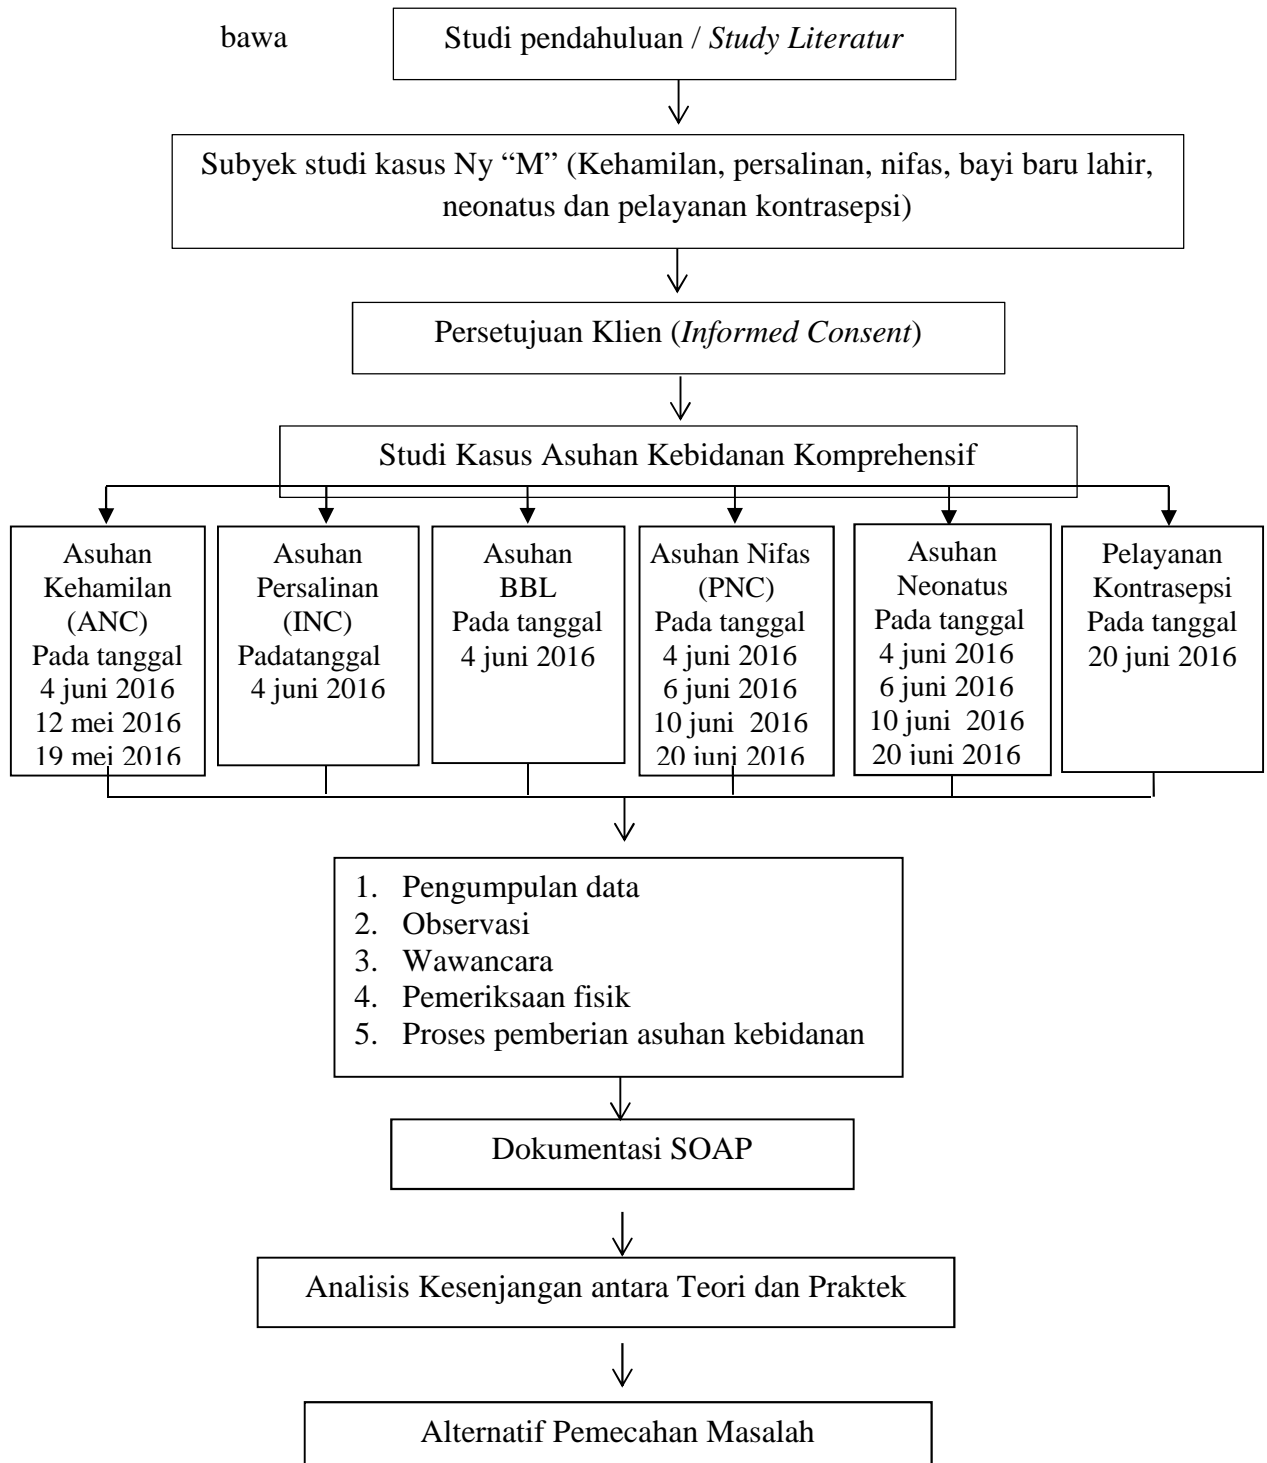 bawa
Studi pendahuluan / Study Literatur
Subyek studi kasus Ny “M” (Kehamilan, persalinan, nifas, bayi baru lahir,
neonatus dan pelayanan kontrasepsi)
Persetujuan Klien (Informed Consent)
Studi Kasus Asuhan Kebidanan Komprehensif
Asuhan
Kehamilan
(ANC)
Pada tanggal
4 juni 2016
12 mei 2016
19 mei 2016
Asuhan
Persalinan
(INC)
Padatanggal
4 juni 2016
Asuhan
BBL
Pada tanggal
4 juni 2016
Asuhan Nifas
(PNC)
Pada tanggal
4 juni 2016
6 juni 2016
10 juni 2016
20 juni 2016
Asuhan
Neonatus
Pada tanggal
4 juni 2016
6 juni 2016
10 juni 2016
20 juni 2016
Pelayanan
Kontrasepsi
Pada tanggal
20 juni 2016
1. Pengumpulan data
2. Observasi
3. Wawancara
4. Pemeriksaan fisik
5. Proses pemberian asuhan kebidanan
Dokumentasi SOAP
Analisis Kesenjangan antara Teori dan Praktek
Alternatif Pemecahan Masalah